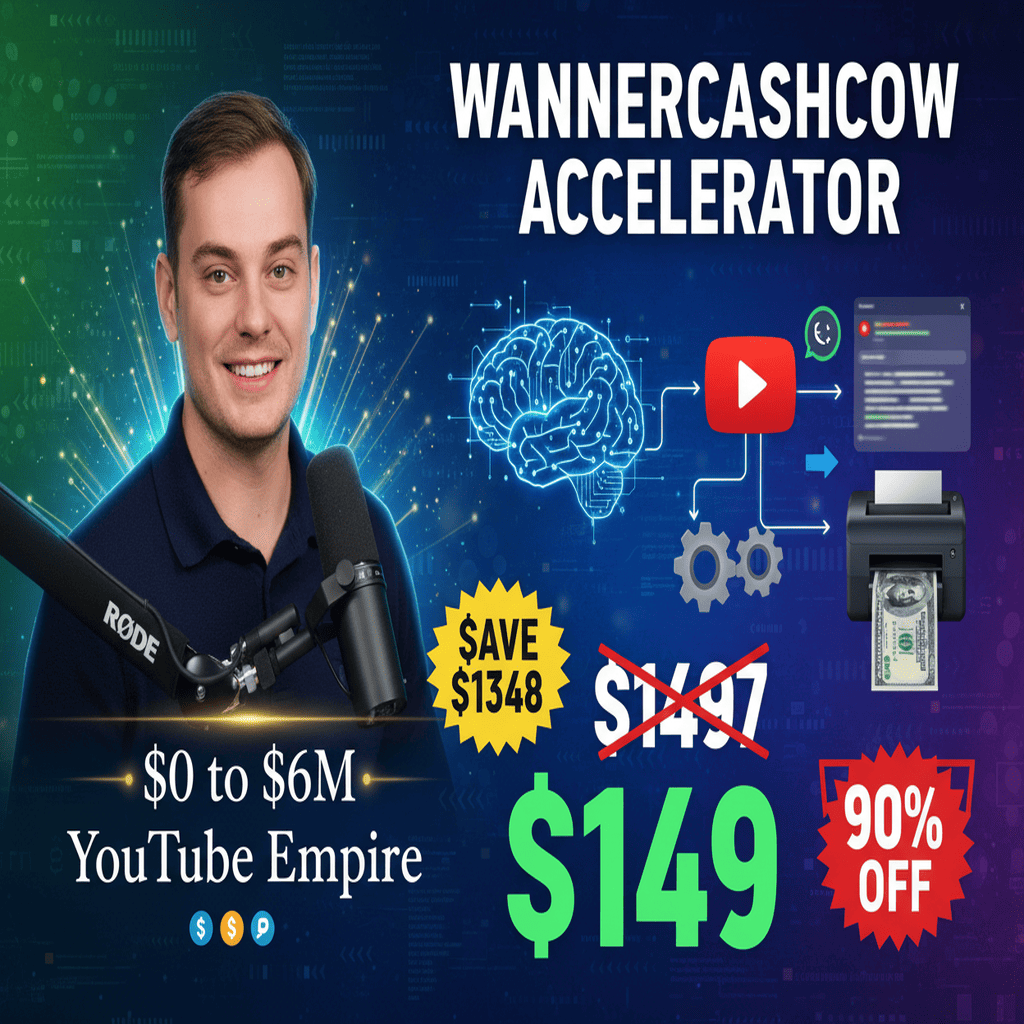 WANNERCASHCOW
ACCELERATOR
RØDE
$AVE
$1348
$1497
$149
90%
OFF
$0 to $6M
YouTube Empire
$ $ P